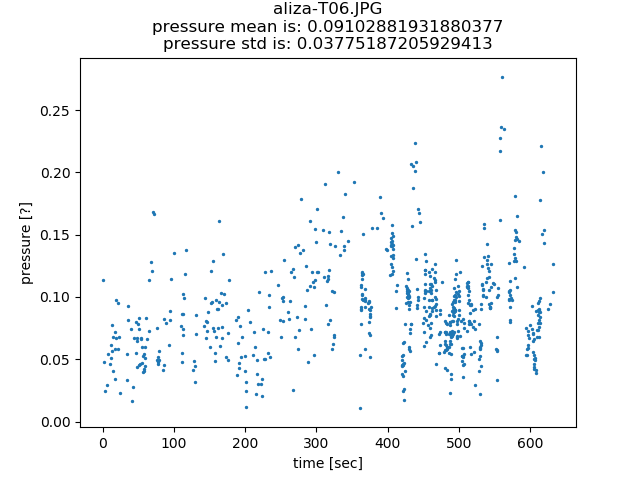 aliza-T06.JPG
pressure mean is: 0.09102881931880377
pressure std is: 0.03775187205929413
0.25
0.20
0.15
0.10
0.05
0.00
pressure [?]
0 100 200 300 400 500 600
time [sec]